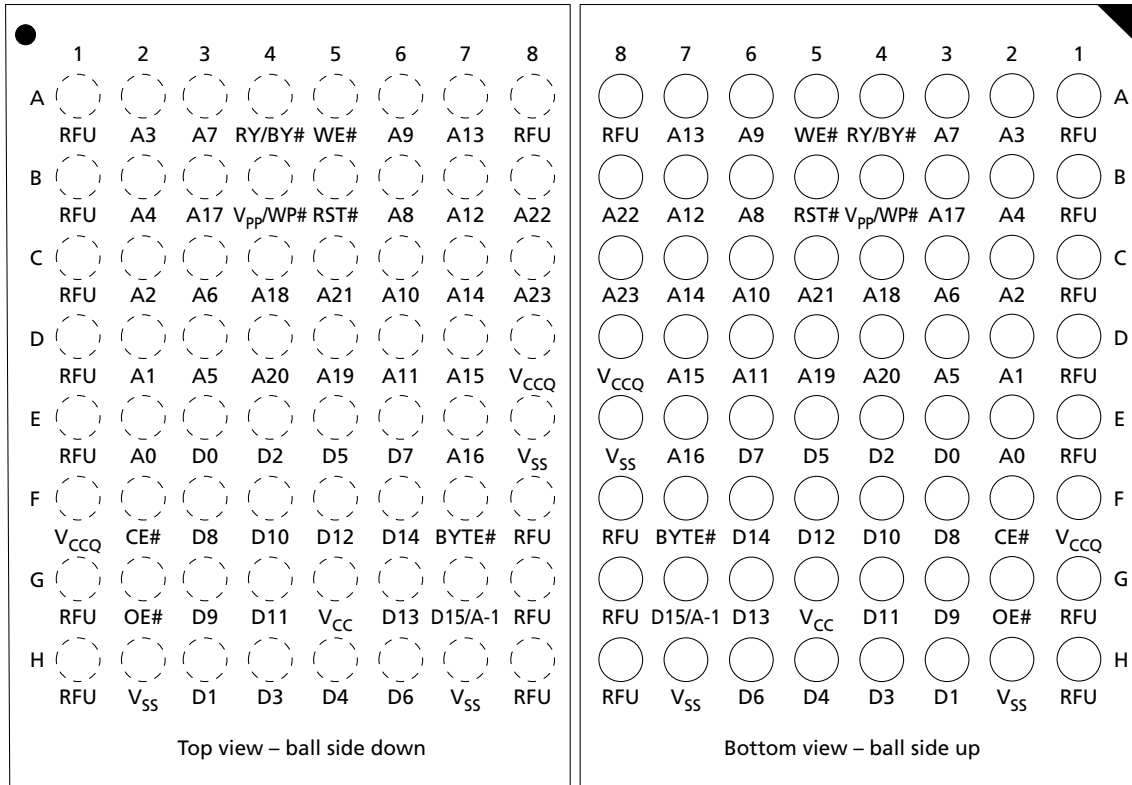 1 2 3 4 5 6 7 8
A
RFU A3 A7 RY/BY# WE# A9 A13 RFU
B
RFU A4 A17 VPP/WP# RST# A8 A12 A22
C
RFU A2 A6 A18 A21 A10 A14 A23
D
RFU A1 A5 A20 A19 A11 A15 VCCQ
E
RFU A0 D0 D2 D5 D7 A16 VSS
F
VCCQ CE# D8 D10 D12 D14 BYTE# RFU
G
RFU OE# D9 D11 VCC D13 D15/A-1 RFU
H
RFU VSS D1 D3 D4 D6 VSS RFU
Top view – ball side down
8 7 6 5 4 3 2 1
A
RFU A13 A9 WE# RY/BY# A7 A3 RFU
B
A22 A12 A8 RST# VPP/WP# A17 A4 RFU
C
A23 A14 A10 A21 A18 A6 A2 RFU
D
VCCQ A15 A11 A19 A20 A5 A1 RFU
E
VSS A16 D7 D5 D2 D0 A0 RFU
F
RFU BYTE# D14 D12 D10 D8 CE# VCCQ
G
RFU D15/A-1 D13 VCC D11 D9 OE# RFU
H
RFU VSS D6 D4 D3 D1 VSS RFU
Bottom view – ball side up